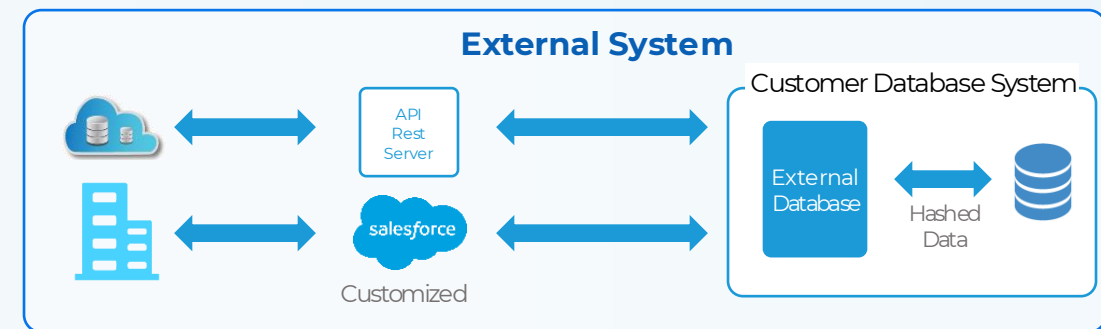 External System
Customer Database System
API
Rest
Server
External
Database
Hashed
Data
salesforce
Customized